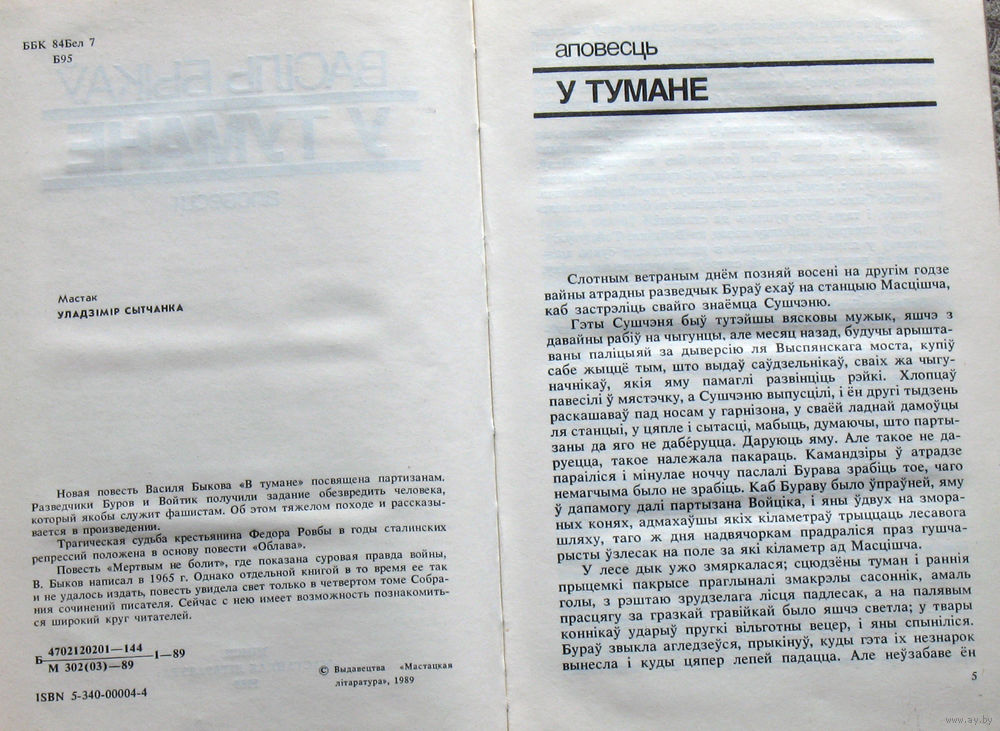 ББК 84Бел 7
Б95
Мастак
УЛАДЗІМІР СЫТЧАНКА
Новая повесть Василя Быкова «В тумане» посвящена партизанам.
Разведчики Буров и Войтик получили задание обезвредить человека,
который якобы служит фашистам. Об этом тяжелом походе и рассказы-
вается в произведении.
Трагическая судьба крестьянина Федора Ровбы в годы сталинских
репрессий положена в основу повести «Облава».
Повесть «Мертвым не болит», где показана суровая правда войны,
В. Быков написал в 1965 г. Однако отдельной книгой в то время ее так
и не удалось издать, повесть увидела свет только в четвертом томе Собра-
ния сочинений писателя. Сейчас с нею имеет возможность познакомить-
ся широкий круг читателей.
Б 4702120201—144
М 302(03)—89 1—89
ISBN 5-340-00004-4
© Выдавецтва «Мастацкая
літаратура», 1989
аповесць
У ТУМАНЕ
Слотным ветраным днём позняй восені на другім годзе
вайны атрадны разведчык Бураў ехаў на станцыю Масцішча,
каб застрэліць свайго знаёмца Сушчэню.
Гэты Сушчэня быў тутэйшы вясковы мужык, яшчэ з
давайны рабіў на чыгунцы, але месяц назад, будучы арышта-
ваны паліцыяй за дыверсію ля Выспянскага моста, купіў
сабе жыццё тым, што выдаў саўдзельнікаў, сваіх жа чыгу-
начнікаў, якія яму памаглі развінціць рэйкі. Хлопцаў
павесілі ў мястэчку, а Сушчэню выпусцілі, і ён другі тыдзень
раскашаваў пад носам у гарнізона, у сваёй ладнай дамоўцы
ля станцыі, у цяпле і сытасці, мабыць, думаючы, што парты-
заны да яго не дабе́руцца. Даруюць яму. Але такое не да-
руецца, такое належала пакараць. Камандзіры ў атрадзе
параіліся і мінулае ноччу паслалі Бурава зрабіць тое, чаго
немагчыма было не зрабіць. Каб Бураву было ўпраўней, яму
ў дапамогу далі партызана Войціка, і яны ўдвух на змора-
ных конях, адмахаўшы якіх кіламетраў трыццаць лесавога
шляху, таго ж дня надвячоркам прадраліся праз гушча-
рысты ўзлесак на поле за які кіламетр ад Масцішча.
У лесе дык ужо змяркалася; сцюдзёны туман і раннія
прыцемкі пакрысе праглыналі змакрэлы сасоннік, амаль
голы, з рэштаю зрудзелага лісця падлесак, а на палявым
прасцягу за гразкай гравійкай было яшчэ светла; у твары
коннікаў ударыў пругкі вільготны вецер, і яны спыніліся.
Бураў звыкла агледзеўся, прыкінуў, куды гэта іх незнарок
вынесла і куды цяпер лепей падацца. Але неўзабаве ён
5
www.ay.by